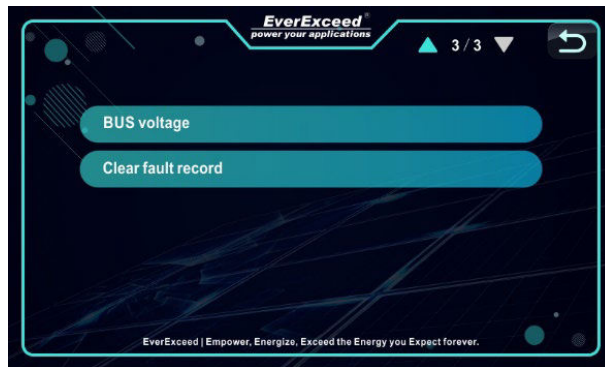 EverExceed®
power your applications
3/3
BUS voltage
Clear fault record
EverExceed | Empower, Energize, Exceed the Energy you Expect forever.